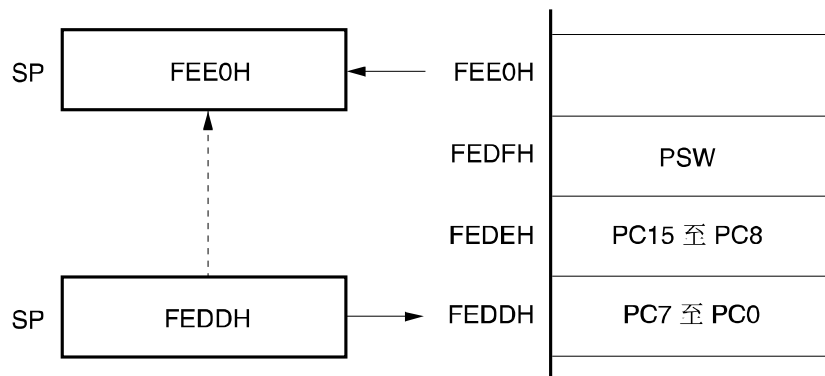 SP FEE0H FEE0H
FEDFH PSW
FEDEH PC15 至 PC8
SP FEDDH FEDDH PC7 至 PC0